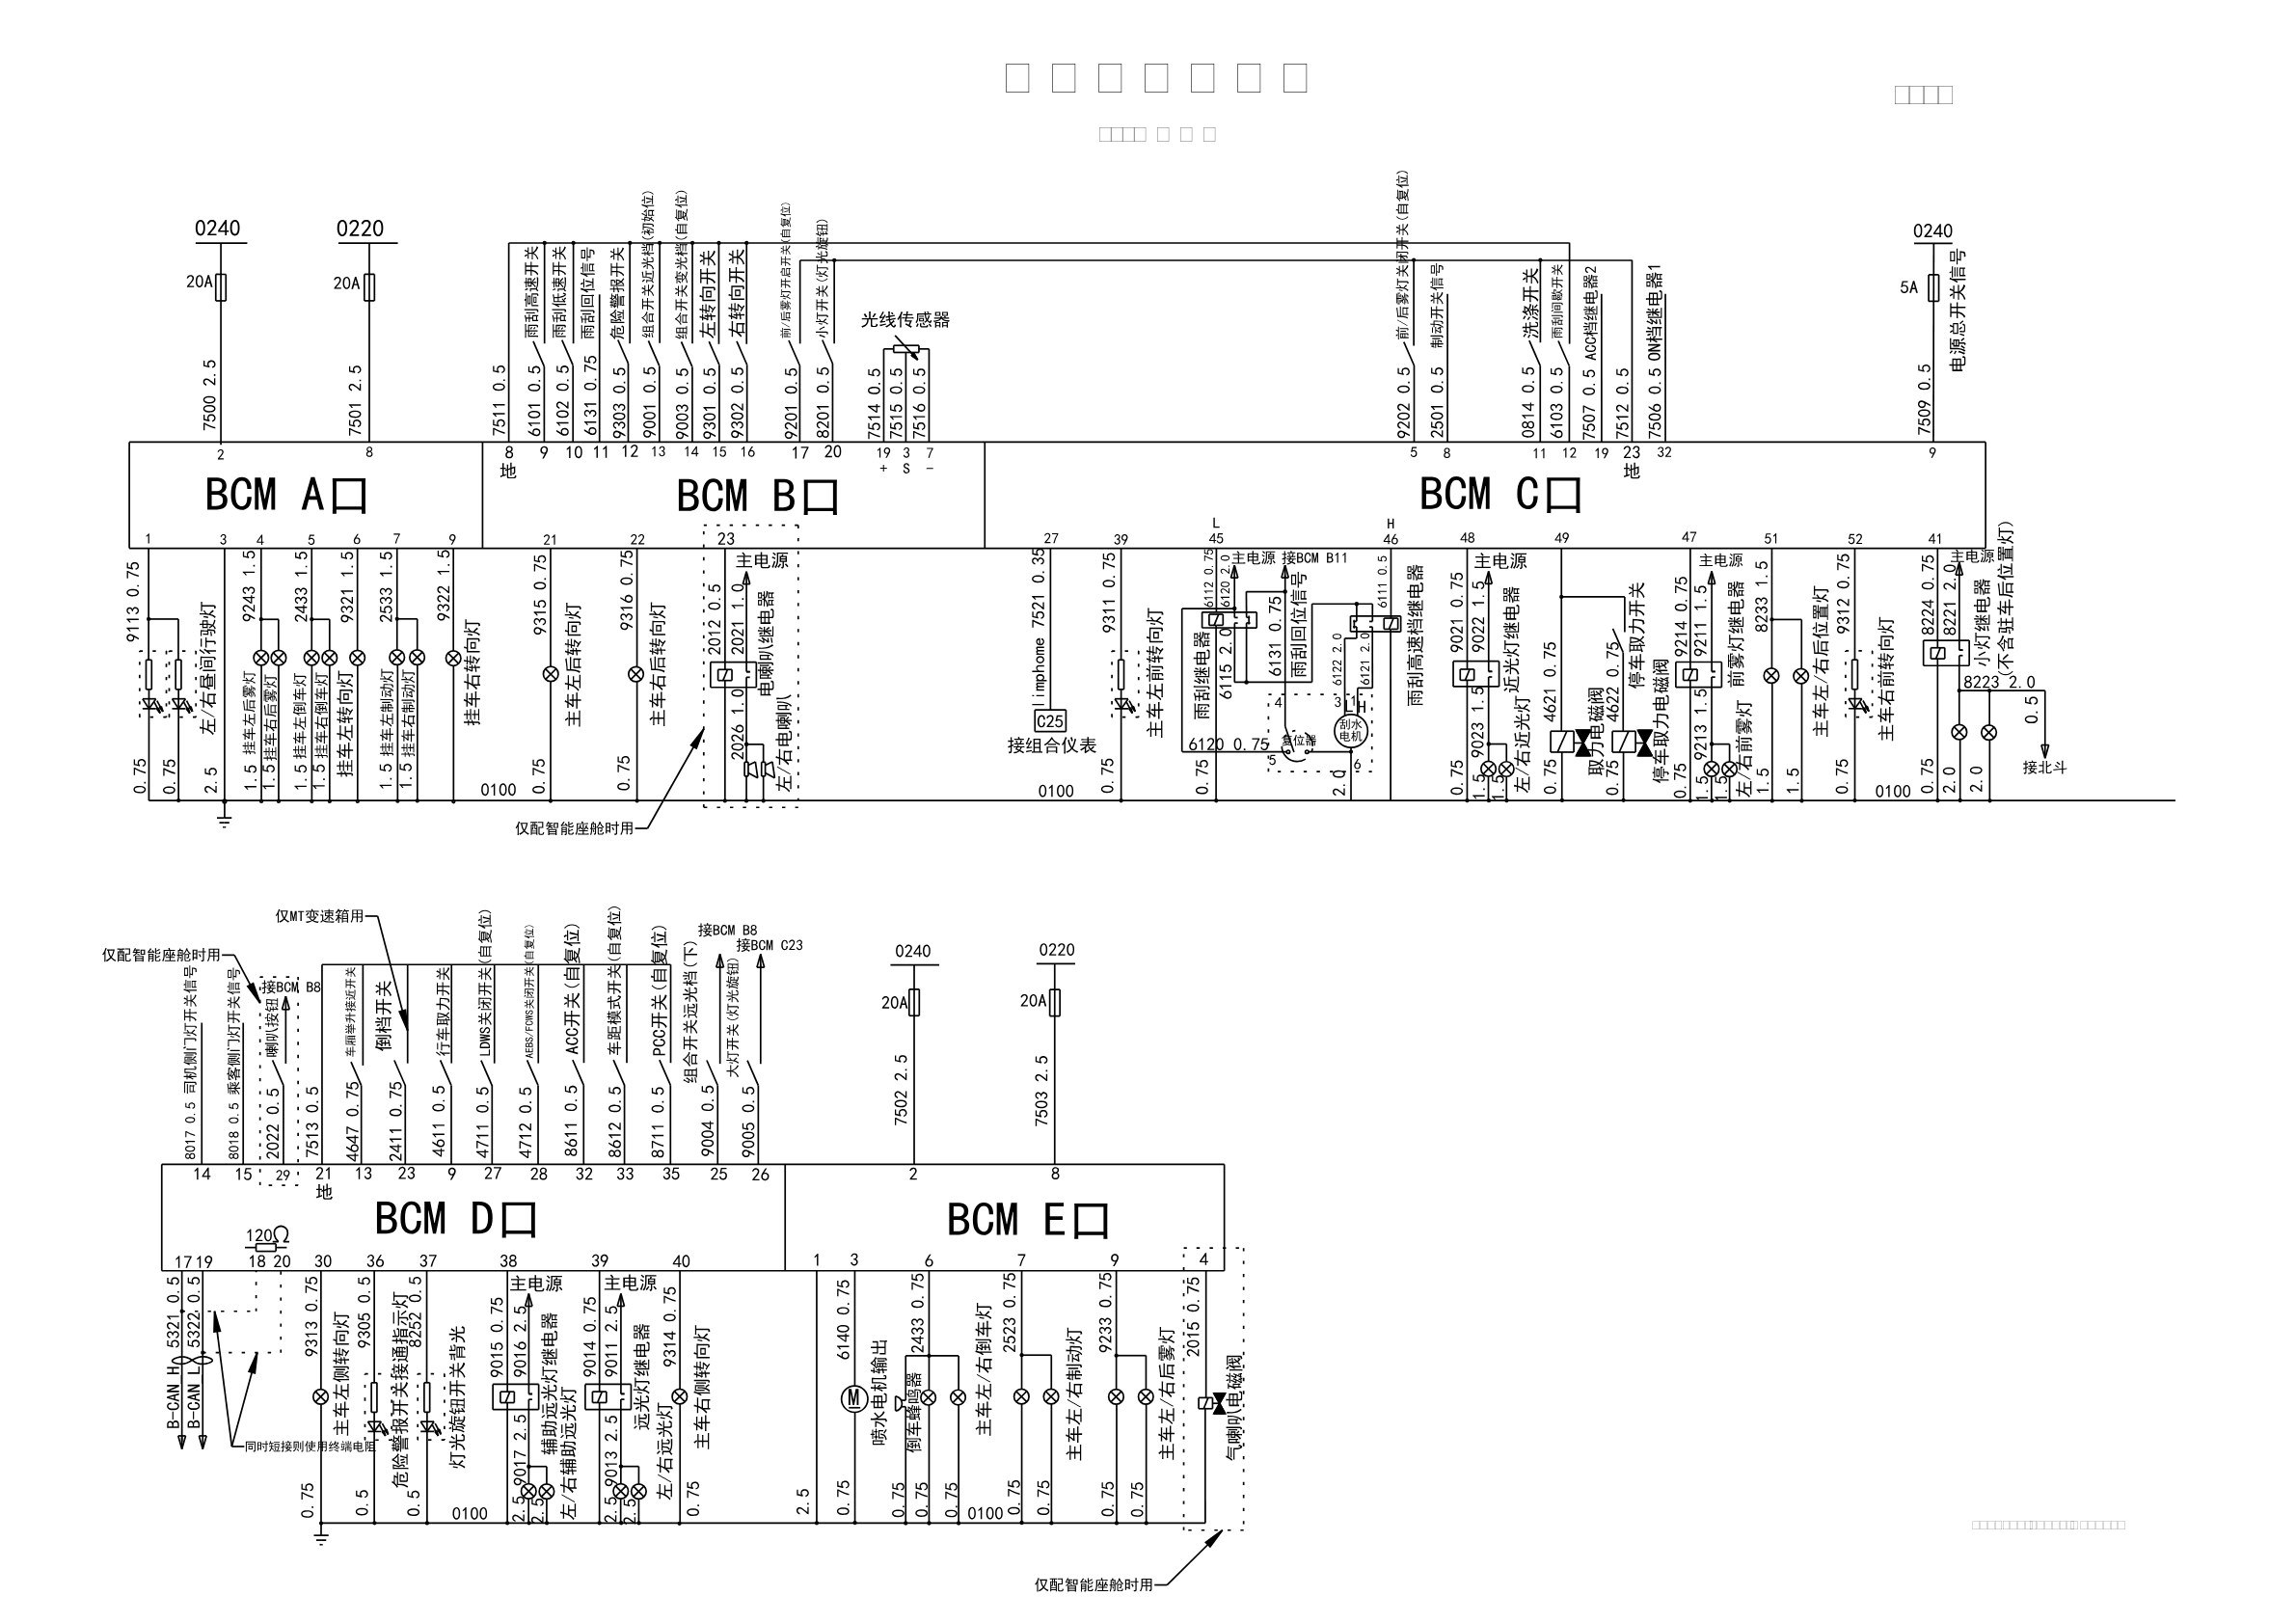 0240
0220
0240
20A
20A
5A
7500 2.5
7501 2.5
7511 0.5
6101 0.5 雨刮高速开关
6102 0.5 雨刮低速开关
6131 0.75 雨刮回位信号
9303 0.5 危险警报开关
9001 0.5 组合开关近光档(初始位)
9003 0.5 组合开关变光档(自复位)
9301 0.5 左转向开关
9302 0.5 右转向开关
9201 0.5 前/后雾灯开启开关(自复位)
8201 0.5 小灯开关(灯光旋钮)
光线传感器
7514 0.5
7515 0.5
7516 0.5
9202 0.5 前/后雾灯关闭开关(自复位)
2501 0.5 制动开关信号
0814 0.5 洗涤开关
6103 0.5 雨刮间歇开关
7507 0.5 ACC档继电器2
7512 0.5
7506 0.5 ON档继电器1
7509 0.5
电源总开关信号
2 8 8 9 10 11 12 13 14 15 16 17 20 19 3 7 5 8 11 12 19 23 32 9
地 + S - 地
BCM A口
BCM B口
BCM C口
L H
1 3 4 5 6 7 9 21 22 23 27 39 45 46 48 49 47 51 52 41
9113 0.75
左/右昼间行驶灯
0.75
0.75
2.5
9243 1.5
1.5 挂车左后雾灯
1.5 挂车右后雾灯
2433 1.5
1.5 挂车左倒车灯
1.5 挂车右倒车灯
9321 1.5
挂车左转向灯
2533 1.5
1.5 挂车左制动灯
1.5 挂车右制动灯
9322 1.5
挂车右转向灯
0100
9315 0.75
主车左后转向灯
0.75
9316 0.75
主车右后转向灯
0.75
主电源
2012 0.5
2021 1.0
电喇叭继电器
2026 1.0
左/右电喇叭
仅配智能座舱时用
limphome 7521 0.35
C25
接组合仪表
0100
9311 0.75
主车左前转向灯
0.75
6112 0.75
6120 2.0
主电源
接BCM B11
雨刮继电器
6115 2.0
6131 0.75
雨刮回位信号
6120 0.75
0.75
4 3 1
L H
刮水
电机
复位器
5 6
6122 2.0
6121 2.0
2.0
6111 0.5
雨刮高速档继电器
9021 0.75
9022 1.5
主电源
近光灯继电器
9023 1.5
左/右近光灯
0.75
1.5
1.5
4621 0.75
取力电磁阀
0.75
停车取力开关
4622 0.75
停车取力电磁阀
0.75
9214 0.75
9211 1.5
主电源
前雾灯继电器
9213 1.5
左/右前雾灯
0.75
1.5
1.5
8233 1.5
主车左/右后位置灯
1.5
1.5
9312 0.75
主车右前转向灯
0.75
0100
8224 0.75
8221 2.0
主电源
小灯继电器
(不含驻车后位置灯)
8223 2.0
0.5
接北斗
0.75
2.0
2.0
仅MT变速箱用
仅配智能座舱时用
8017 0.5 司机侧门灯开关信号
8018 0.5 乘客侧门灯开关信号
接BCM B8
2022 0.5 喇叭按钮
7513 0.5
4647 0.75 车厢举升接近开关
2411 0.75 倒档开关
4611 0.5 行车取力开关
4711 0.5 LDWS关闭开关(自复位)
4712 0.5 AEBS/FCWS关闭开关(自复位)
8611 0.5 ACC开关(自复位)
8612 0.5 车距模式开关(自复位)
8711 0.5 PCC开关(自复位)
9004 0.5 组合开关远光档(下)
接BCM B8
9005 0.5 大灯开关(灯光旋钮)
接BCM C23
0240
20A
7502 2.5
0220
20A
7503 2.5
14 15 29 21 13 23 9 27 28 32 33 35 25 26 2 8
地
BCM D口
BCM E口
120Ω
17 19 18 20 30 36 37 38 39 40 1 3 6 7 9 4
B-CAN H 5321 0.5
B-CAN L 5322 0.5
同时短接则使用终端电阻
9313 0.75
主车左侧转向灯
0.75
9305 0.5
危险警报开关接通指示灯
0.5
8252 0.5
灯光旋钮开关背光
0.5
0100
9015 0.75
9016 2.5
主电源
辅助远光灯继电器
9017 2.5
左/右辅助远光灯
2.5
2.5
9014 0.75
9011 2.5
主电源
远光灯继电器
9013 2.5
左/右远光灯
2.5
2.5
9314 0.75
主车右侧转向灯
0.75
2.5
6140 0.75
M
喷水电机输出
0.75
2433 0.75
倒车蜂鸣器
主车左/右倒车灯
0.75
0.75
0.75
0100
2523 0.75
主车左/右制动灯
0.75
0.75
9233 0.75
主车左/右后雾灯
0.75
0.75
2015 0.75
气喇叭电磁阀
仅配智能座舱时用